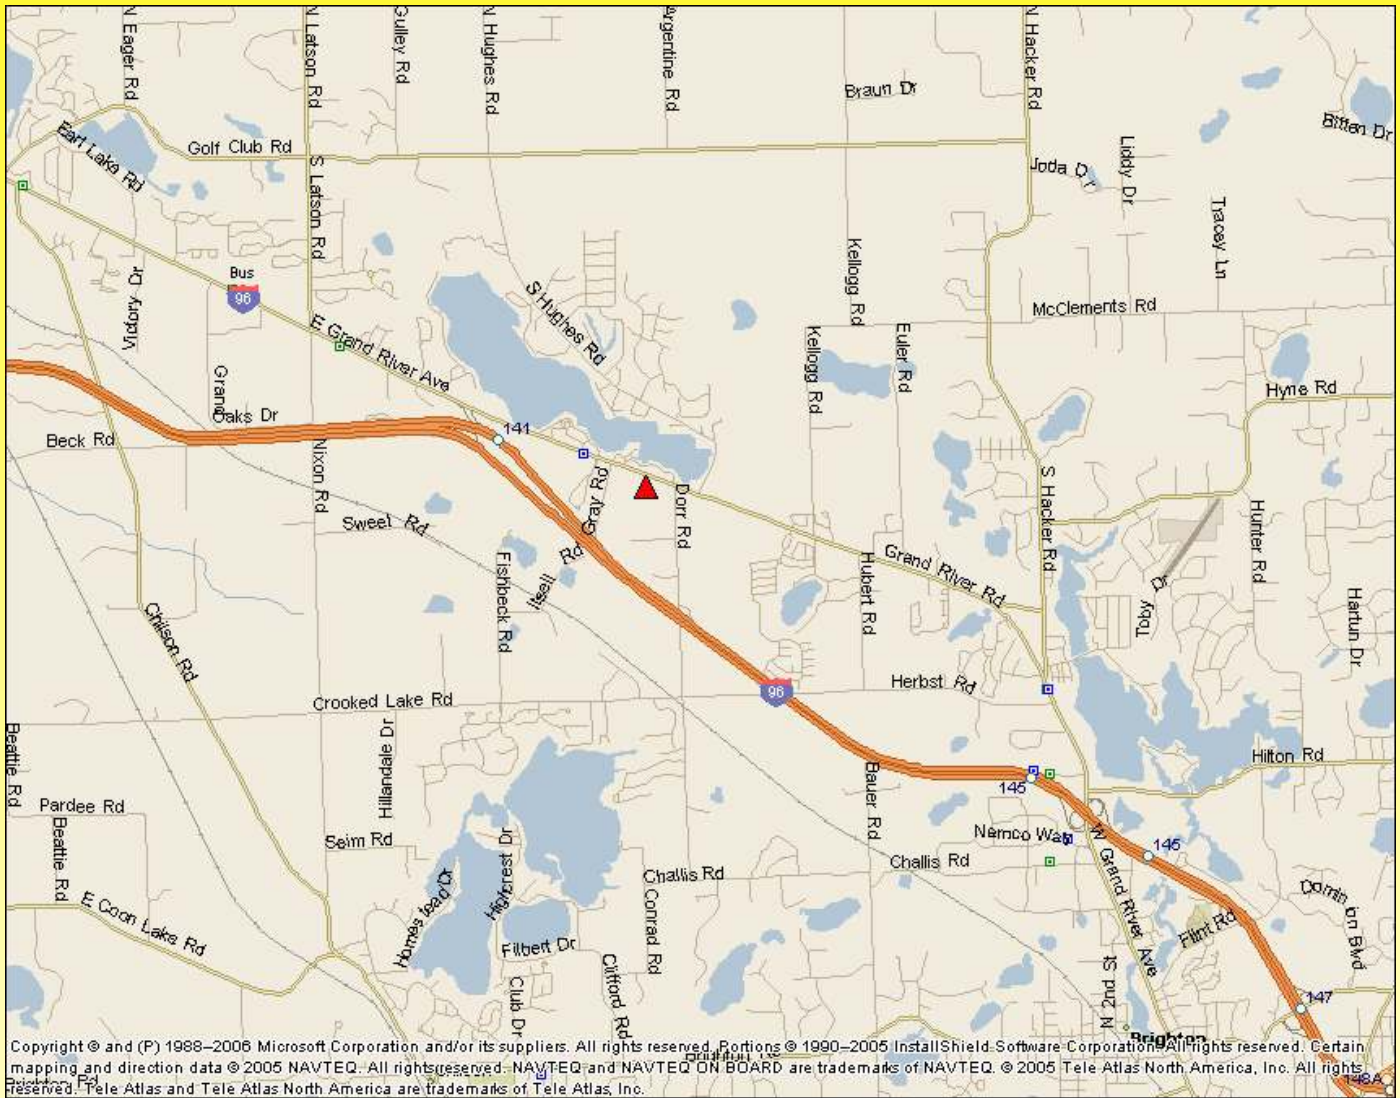 N Eager Rd
N Latson Rd
Gulley Rd
N Hughes Rd
Argentine Rd
N Hacker Rd
Braun Dr
Bitten Dr
Earl Lake Rd
Golf Club Rd
S Latson Rd
Joda Dr
Liddy Dr
Tracey Ln
Victory Dr
Bus
96
S Hughes Rd
Kellogg Rd
McClements Rd
E Grand River Ave
Kellogg Rd
Euler Rd
Grand
Oaks Dr
Hyne Rd
Beck Rd
141
Nixon Rd
Gray Rd
Dorr Rd
S Hacker Rd
Hunter Rd
Sweet Rd
Itsell Rd
Fishbeck Rd
Hubert Rd
Grand River Rd
Toby Dr
Hartun Dr
Chilson Rd
Crooked Lake Rd
96
Herbst Rd
Beattie Rd
Hillandale Dr
Hilton Rd
Bauer Rd
145
Pardee Rd
Beattie Rd
Seim Rd
Highcrest Dr
Nemco Way
145
Challis Rd
Challis Rd
W Grand River Ave
Homestead Dr
Conrad Rd
Dominion Blvd
E Coon Lake Rd
Filbert Dr
Flint Rd
Club Dr
Clifford Rd
N 2nd St
147
Brighton
Brighton Rd
148A
Brighton Rd
Copyright © and (P) 1988–2006 Microsoft Corporation and/or its suppliers. All rights reserved. Portions © 1990–2005 InstallShield Software Corporation. All rights reserved. Certain
mapping and direction data © 2005 NAVTEQ. All rights reserved. NAVTEQ and NAVTEQ ON BOARD are trademarks of NAVTEQ. © 2005 Tele Atlas North America, Inc. All rights
reserved. Tele Atlas and Tele Atlas North America are trademarks of Tele Atlas, Inc.